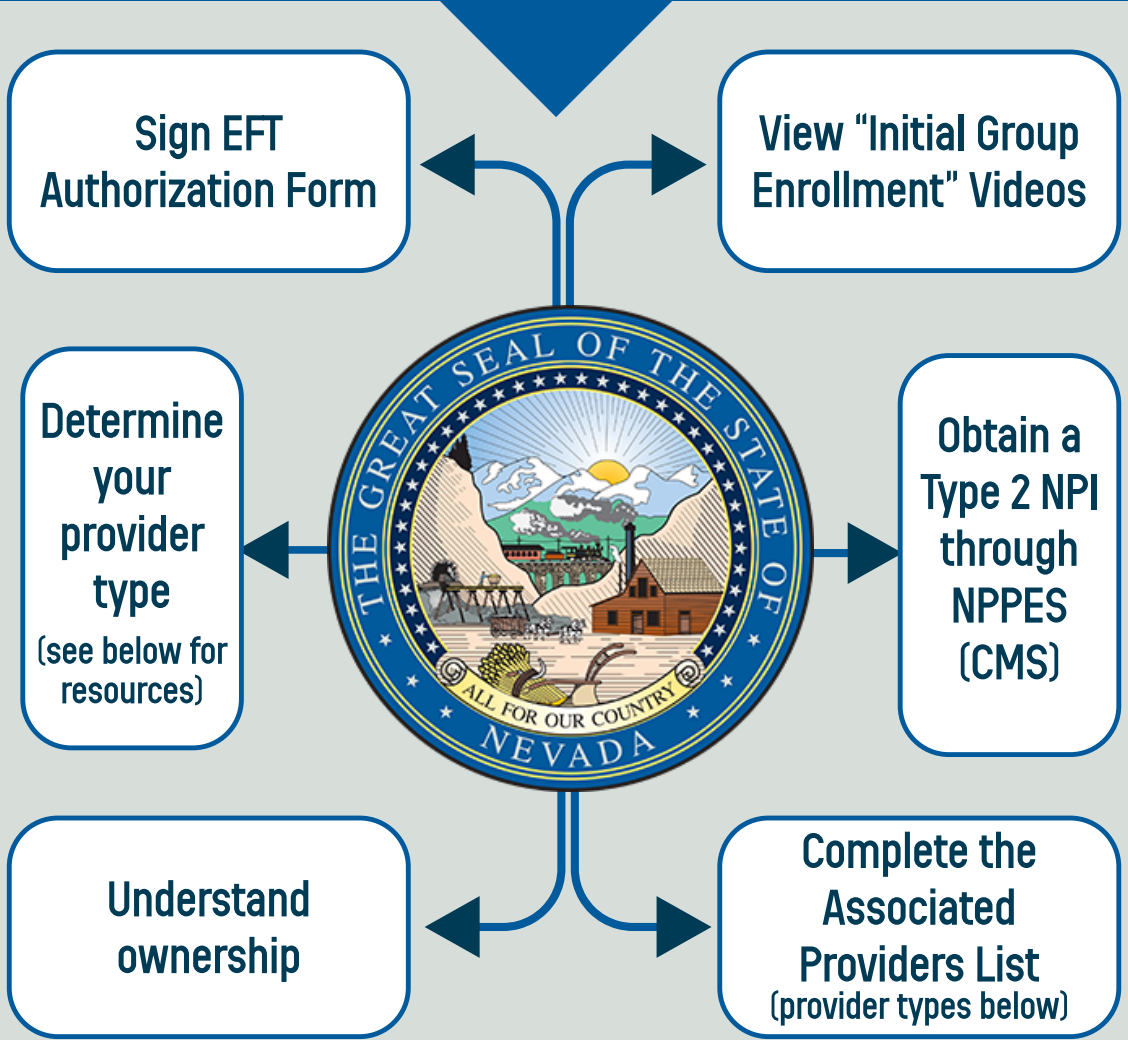 Sign EFT
Authorization Form
View “Initial Group
Enrollment” Videos
THE GREAT SEAL OF THE STATE OF
NEVADA
ALL FOR OUR COUNTRY
Determine
your
provider
type
(see below for
resources)
Obtain a
Type 2 NPI
through
NPPES
(CMS)
Understand
ownership
Complete the
Associated
Providers List
(provider types below)